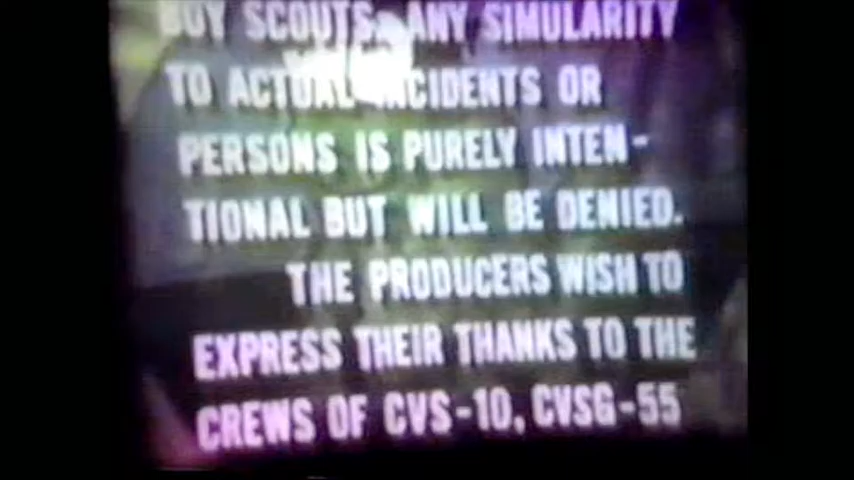 BOY SCOUTS. ANY SIMULARITY
TO ACTUAL INCIDENTS OR
PERSONS IS PURELY INTEN-
TIONAL BUT WILL BE DENIED.
THE PRODUCERS WISH TO
EXPRESS THEIR THANKS TO THE
CREWS OF CVS-10, CVSG-55